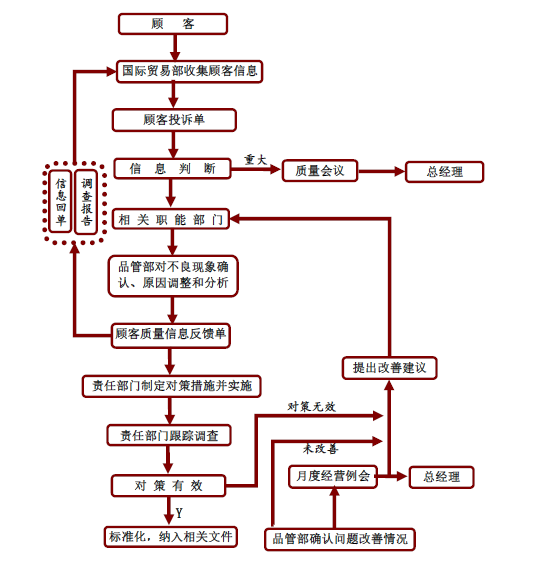 顾 客
国际贸易部收集顾客信息
顾客投诉单
信 息 判 断
重大
质量会议
总经理
信息回单
调查报告
相 关 职 能 部 门
品管部对不良现象确
认、原因调整和分析
顾客质量信息反馈单
提出改善建议
责任部门制定对策措施并实施
对策无效
责任部门跟踪调查
未改善
对 策 有 效
月度经营例会
总经理
Y
标准化，纳入相关文件
品管部确认问题改善情况